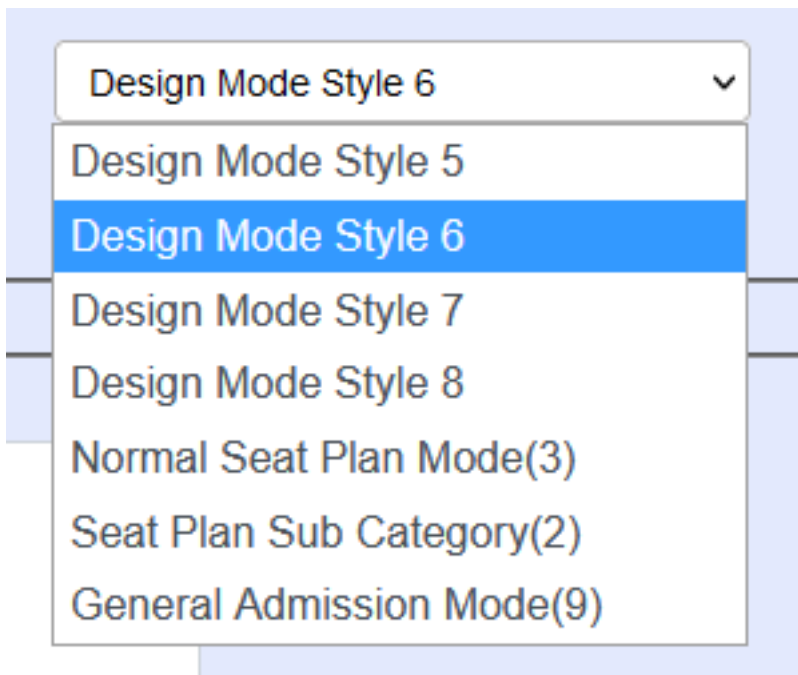 Design Mode Style 6
Design Mode Style 5
Design Mode Style 6
Design Mode Style 7
Design Mode Style 8
Normal Seat Plan Mode(3)
Seat Plan Sub Category(2)
General Admission Mode(9)